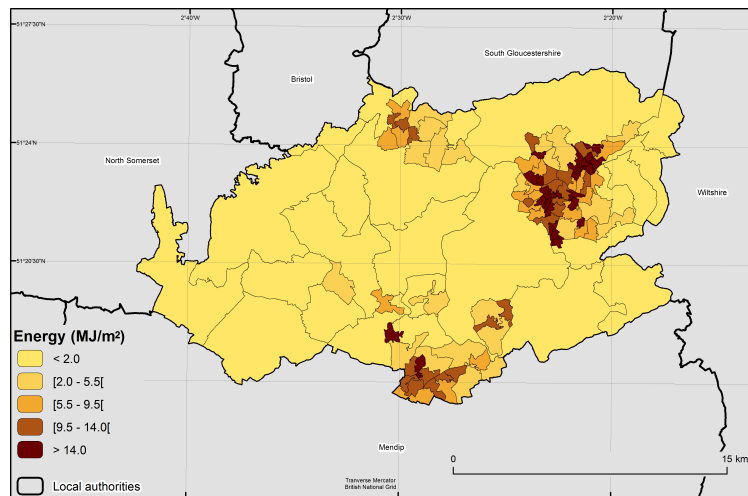 2°40'W
2°30'W
2°20'W
51°27'30"N
South Gloucestershire
Bristol
51°24'N
North Somerset
Wiltshire
51°20'30"N
Energy (MJ/m²)
< 2.0
[2.0 - 5.5[
[5.5 - 9.5[
[9.5 - 14.0[
> 14.0
Mendip
0
15 km
Tranverse Mercator
British National Grid
Local authorities